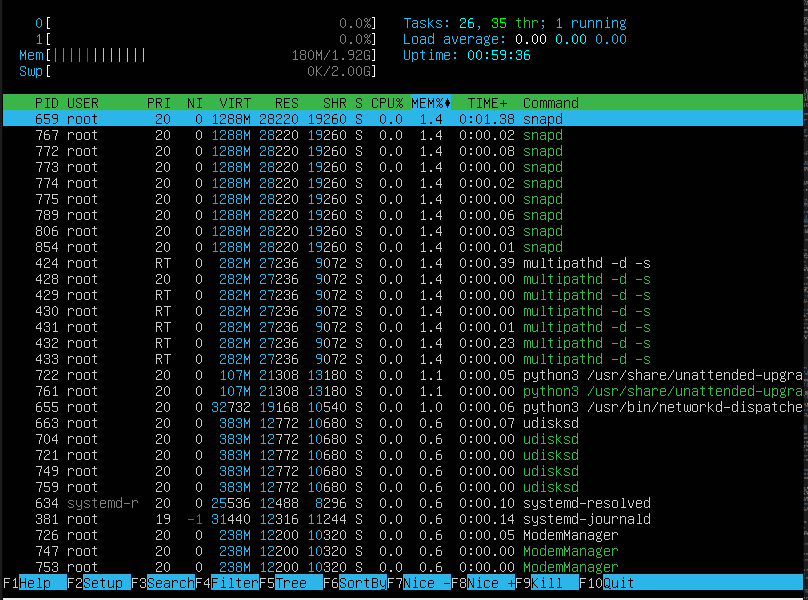 0[ 0.0%] Tasks: 26, 35 thr; 1 running
1[ 0.0%] Load average: 0.00 0.00 0.00
Mem[|||||||||||| 180M/1.92G] Uptime: 00:59:36
Swp[ 0K/2.00G]
PID USER PRI NI VIRT RES SHR S CPU% MEM% TIME+ Command
659 root 20 0 1288M 28220 19260 S 0.0 1.4 0:01.38 snapd
767 root 20 0 1288M 28220 19260 S 0.0 1.4 0:00.02 snapd
772 root 20 0 1288M 28220 19260 S 0.0 1.4 0:00.08 snapd
773 root 20 0 1288M 28220 19260 S 0.0 1.4 0:00.00 snapd
774 root 20 0 1288M 28220 19260 S 0.0 1.4 0:00.02 snapd
775 root 20 0 1288M 28220 19260 S 0.0 1.4 0:00.00 snapd
789 root 20 0 1288M 28220 19260 S 0.0 1.4 0:00.06 snapd
806 root 20 0 1288M 28220 19260 S 0.0 1.4 0:00.03 snapd
854 root 20 0 1288M 28220 19260 S 0.0 1.4 0:00.01 snapd
424 root RT 0 282M 27236 9072 S 0.0 1.4 0:00.39 multipathd -d -s
428 root 20 0 282M 27236 9072 S 0.0 1.4 0:00.00 multipathd -d -s
429 root RT 0 282M 27236 9072 S 0.0 1.4 0:00.00 multipathd -d -s
430 root RT 0 282M 27236 9072 S 0.0 1.4 0:00.00 multipathd -d -s
431 root RT 0 282M 27236 9072 S 0.0 1.4 0:00.01 multipathd -d -s
432 root RT 0 282M 27236 9072 S 0.0 1.4 0:00.23 multipathd -d -s
433 root RT 0 282M 27236 9072 S 0.0 1.4 0:00.00 multipathd -d -s
722 root 20 0 107M 21308 13180 S 0.0 1.1 0:00.05 python3 /usr/share/unattended-upgra
761 root 20 0 107M 21308 13180 S 0.0 1.1 0:00.00 python3 /usr/share/unattended-upgra
655 root 20 0 32732 19168 10540 S 0.0 1.0 0:00.06 python3 /usr/bin/networkd-dispatche
663 root 20 0 383M 12772 10680 S 0.0 0.6 0:00.07 udisksd
704 root 20 0 383M 12772 10680 S 0.0 0.6 0:00.00 udisksd
721 root 20 0 383M 12772 10680 S 0.0 0.6 0:00.00 udisksd
749 root 20 0 383M 12772 10680 S 0.0 0.6 0:00.00 udisksd
759 root 20 0 383M 12772 10680 S 0.0 0.6 0:00.00 udisksd
634 systemd-r 20 0 25536 12488 8296 S 0.0 0.6 0:00.10 systemd-resolved
381 root 19 -1 31440 12316 11244 S 0.0 0.6 0:00.14 systemd-journald
726 root 20 0 238M 12200 10320 S 0.0 0.6 0:00.05 ModemManager
747 root 20 0 238M 12200 10320 S 0.0 0.6 0:00.00 ModemManager
753 root 20 0 238M 12200 10320 S 0.0 0.6 0:00.00 ModemManager
F1Help F2Setup F3SearchF4FilterF5Tree F6SortByF7Nice -F8Nice +F9Kill F10Quit